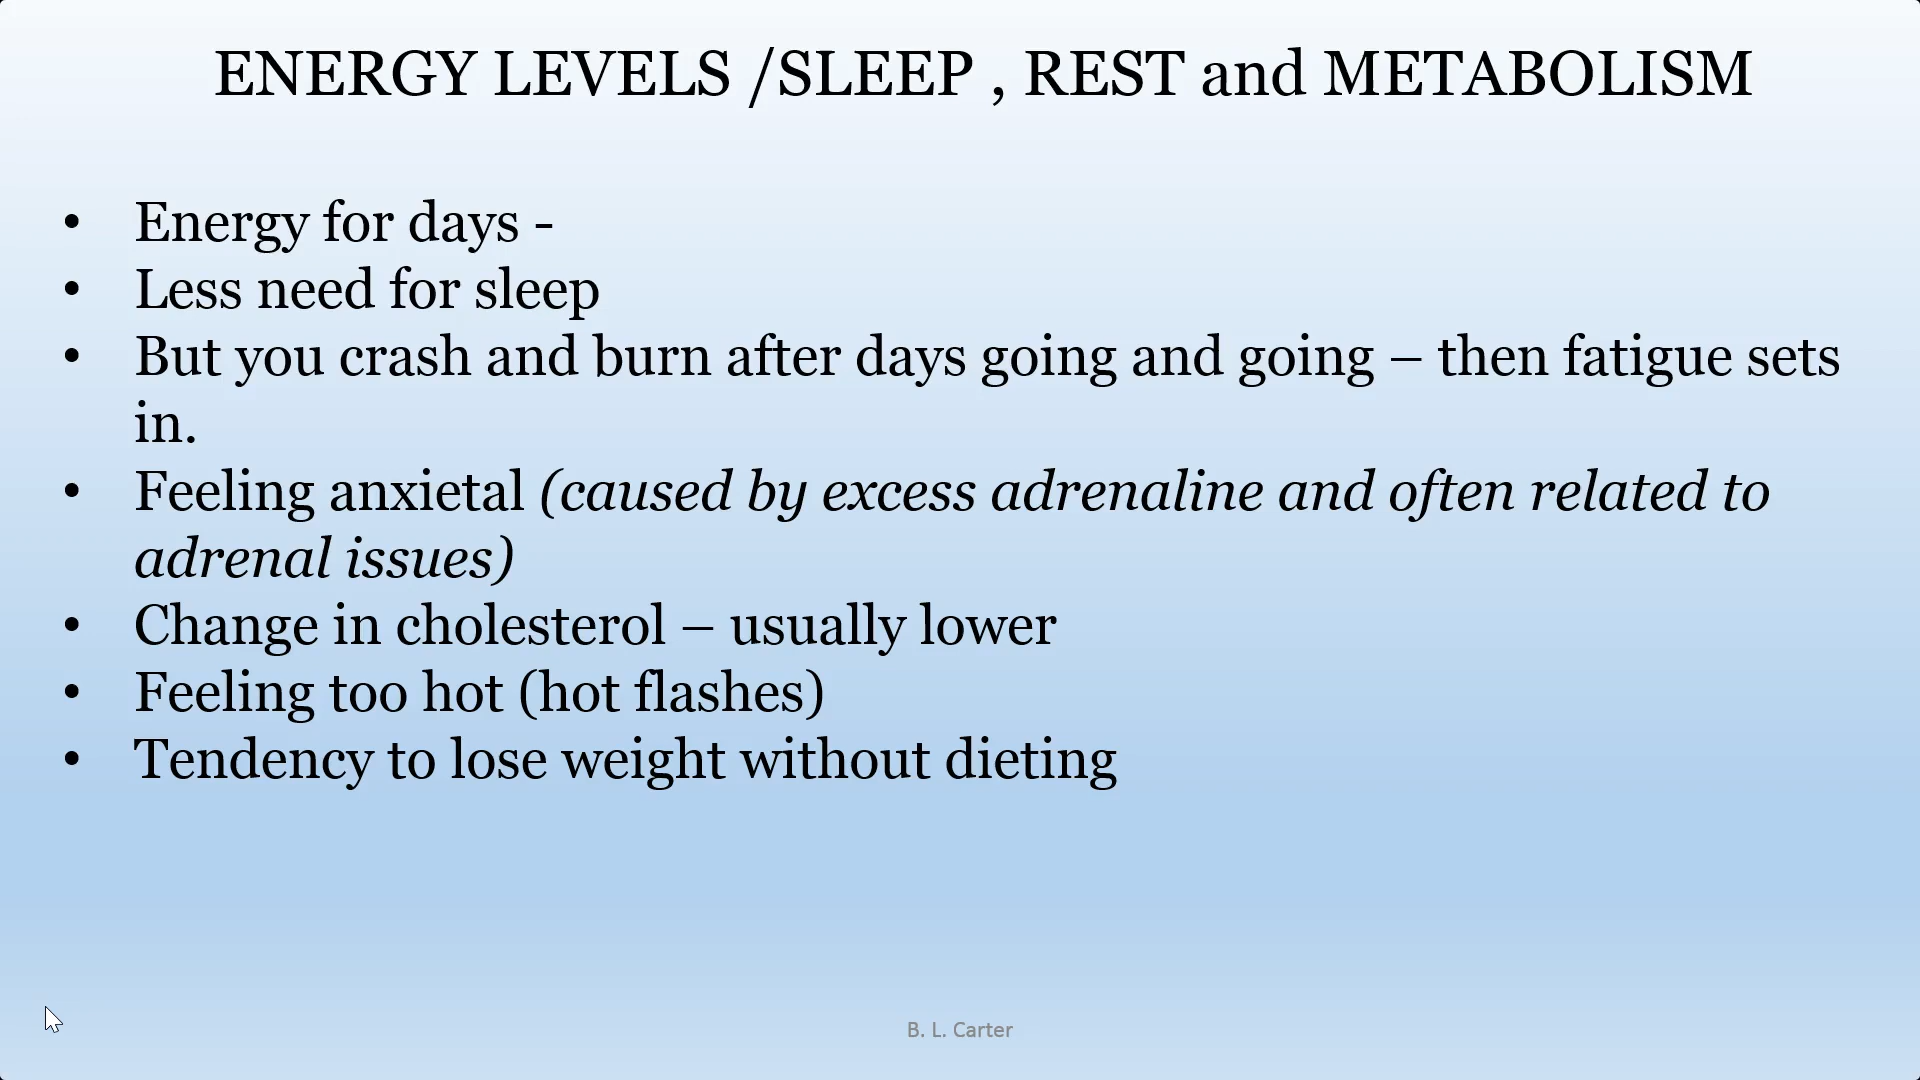 ENERGY LEVELS /SLEEP , REST and METABOLISM
• Energy for days -
• Less need for sleep
• But you crash and burn after days going and going – then fatigue sets
in.
• Feeling anxietal (caused by excess adrenaline and often related to
adrenal issues)
• Change in cholesterol – usually lower
• Feeling too hot (hot flashes)
• Tendency to lose weight without dieting
B. L. Carter